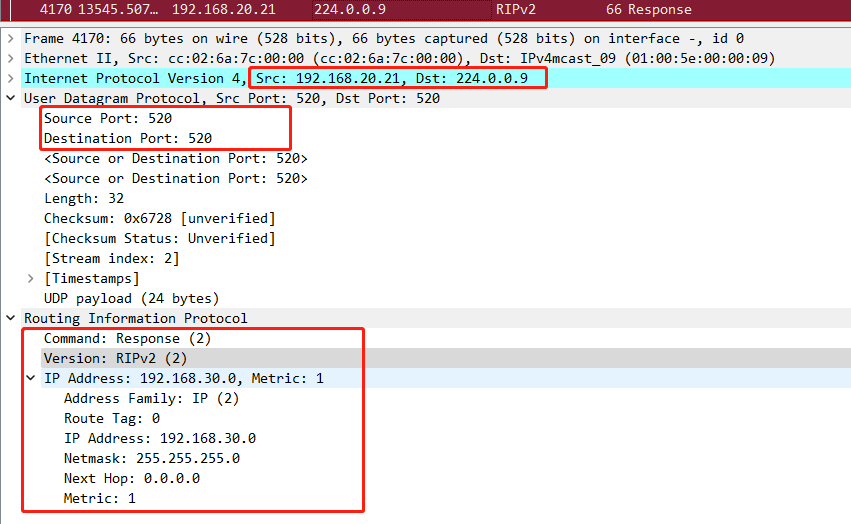 4170 13545.507… 192.168.20.21 224.0.0.9 RIPv2 66 Response
Frame 4170: 66 bytes on wire (528 bits), 66 bytes captured (528 bits) on interface -, id 0
Ethernet II, Src: cc:02:6a:7c:00:00 (cc:02:6a:7c:00:00), Dst: IPv4mcast_09 (01:00:5e:00:00:09)
Internet Protocol Version 4, Src: 192.168.20.21, Dst: 224.0.0.9
User Datagram Protocol, Src Port: 520, Dst Port: 520
Source Port: 520
Destination Port: 520
<Source or Destination Port: 520>
<Source or Destination Port: 520>
Length: 32
Checksum: 0x6728 [unverified]
[Checksum Status: Unverified]
[Stream index: 2]
[Timestamps]
UDP payload (24 bytes)
Routing Information Protocol
Command: Response (2)
Version: RIPv2 (2)
IP Address: 192.168.30.0, Metric: 1
Address Family: IP (2)
Route Tag: 0
IP Address: 192.168.30.0
Netmask: 255.255.255.0
Next Hop: 0.0.0.0
Metric: 1